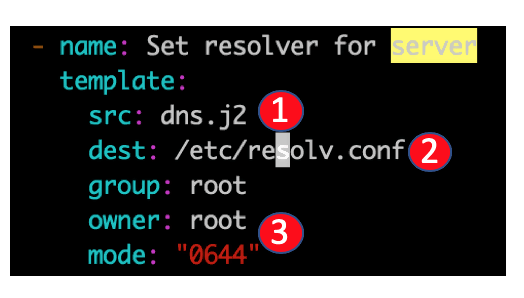 - name: Set resolver for server
template:
src: dns.j2 1
dest: /etc/resolv.conf 2
group: root
owner: root
3
mode: "0644"